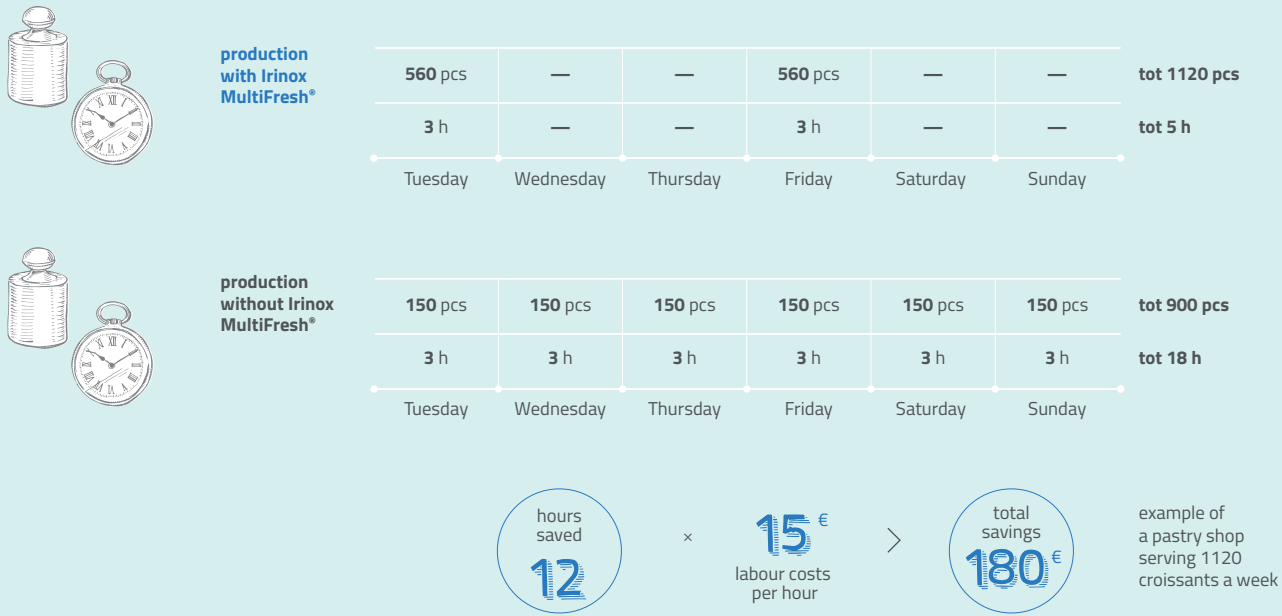 production
with Irinox
MultiFresh®
560 pcs — — 560 pcs — — tot 1120 pcs
3 h — — 3 h — — tot 5 h
Tuesday Wednesday Thursday Friday Saturday Sunday
production
without Irinox
MultiFresh®
150 pcs 150 pcs 150 pcs 150 pcs 150 pcs 150 pcs tot 900 pcs
3 h 3 h 3 h 3 h 3 h 3 h tot 18 h
Tuesday Wednesday Thursday Friday Saturday Sunday
hours
saved
12
×
15 €
labour costs
per hour
>
total
savings
180 €
example of
a pastry shop
serving 1120
croissants a week